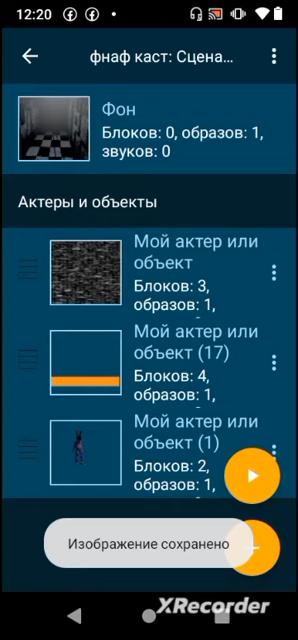 12:20
фнаф каст: Сцена...
Фон
Блоков: 0, образов: 1,
звуков: 0
Актеры и объекты
Мой актер или
объект
Блоков: 3,
образов: 1,
Мой актер или
объект (17)
Блоков: 4,
образов: 1,
Мой актер или
объект (1)
Блоков: 2,
образов: 1,
Изображение сохранено
XRecorder